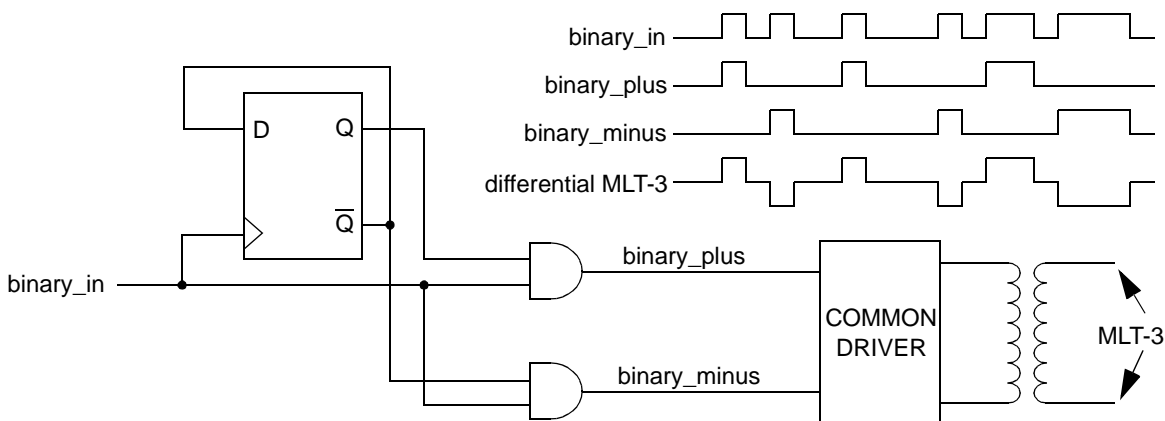 binary_in
binary_plus
binary_minus
differential MLT-3
D Q
Q
binary_in
binary_plus
binary_minus
COMMON
DRIVER
MLT-3